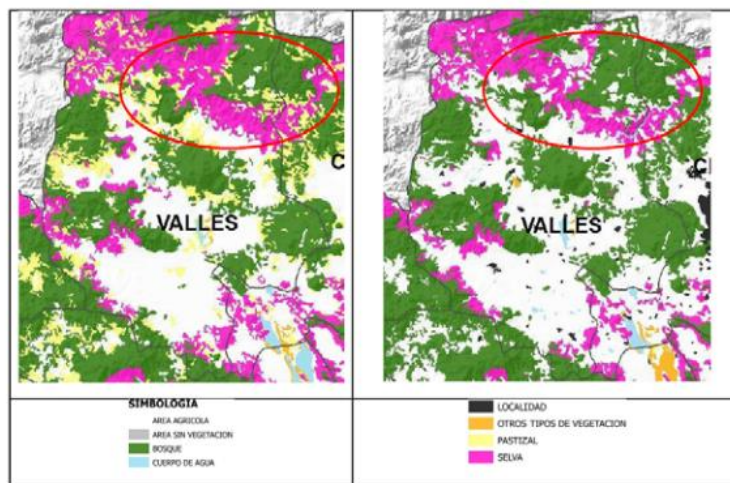 VALLES
C
VALLES
C
SIMBOLOGIA
AREA AGRICOLA
AREA SIN VEGETACION
BOSQUE
CUERPO DE AGUA
LOCALIDAD
OTROS TIPOS DE VEGETACION
PASTIZAL
SELVA